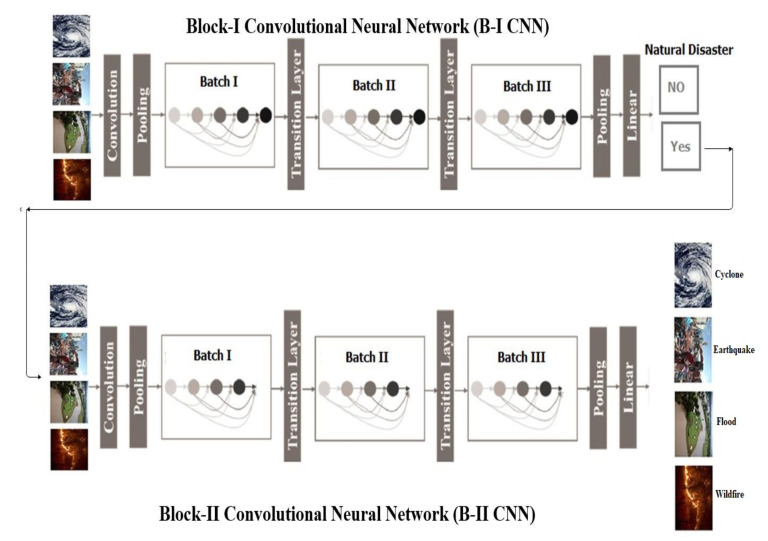 Block-I Convolutional Neural Network (B-I CNN)
Natural Disaster
Convolution
Pooling
Batch I
Transition Layer
Batch II
Transition Layer
Batch III
Pooling
Linear
NO
Yes
c
Convolution
Pooling
Batch I
Transition Layer
Batch II
Transition Layer
Batch III
Pooling
Linear
Cyclone
Earthquake
Flood
Wildfire
Block-II Convolutional Neural Network (B-II CNN)